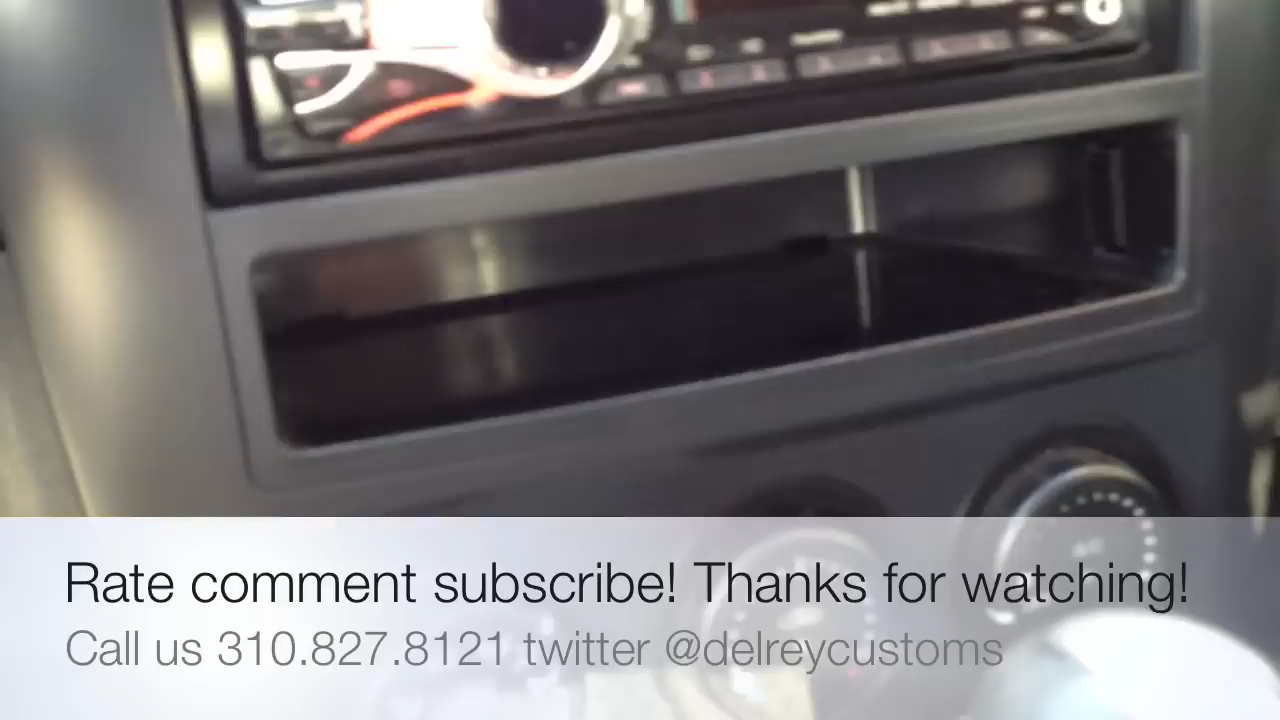 Rate comment subscribe! Thanks for watching!
Call us 310.827.8121 twitter @delreycustoms